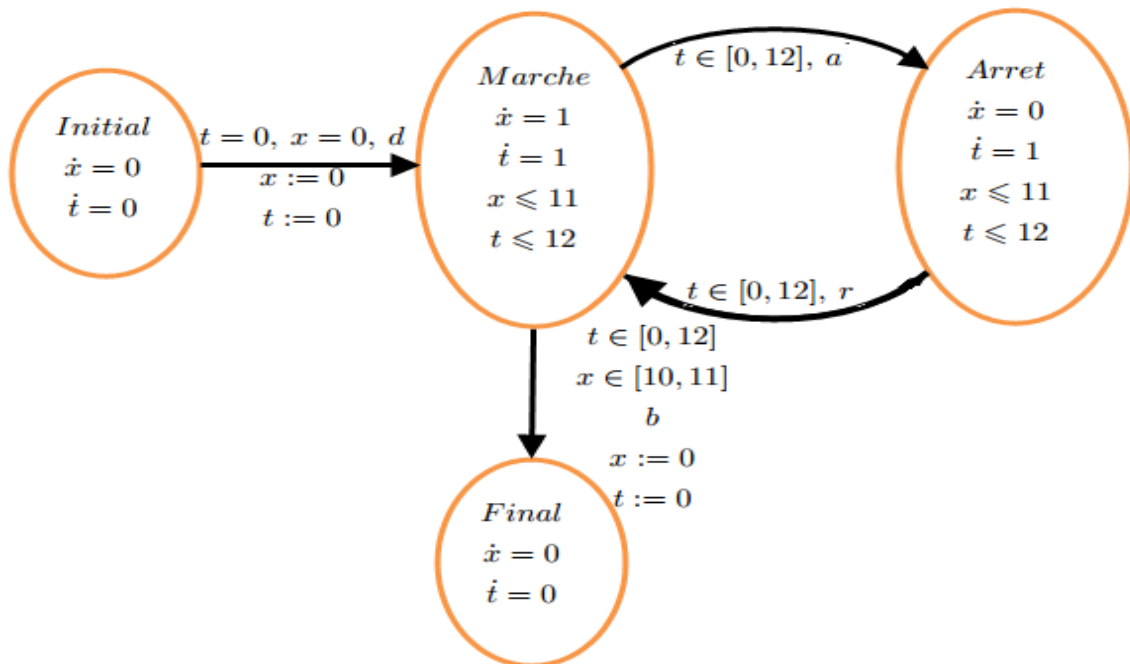 Initial
ẋ = 0
ṫ = 0
t = 0, x = 0, d
x := 0
t := 0
Marche
ẋ = 1
ṫ = 1
x ⩽ 11
t ⩽ 12
t ∈ [0, 12], a
Arret
ẋ = 0
ṫ = 1
x ⩽ 11
t ⩽ 12
t ∈ [0, 12], r
t ∈ [0, 12]
x ∈ [10, 11]
b
x := 0
t := 0
Final
ẋ = 0
ṫ = 0